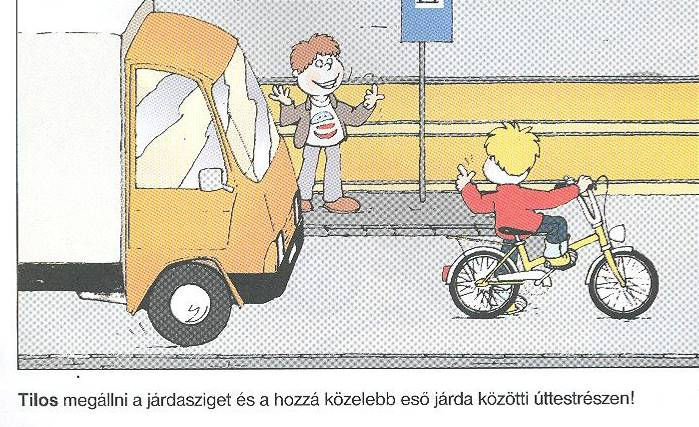 Tilos megállni a járdasziget és a hozzá közelebb eső járda közötti úttestrészen!